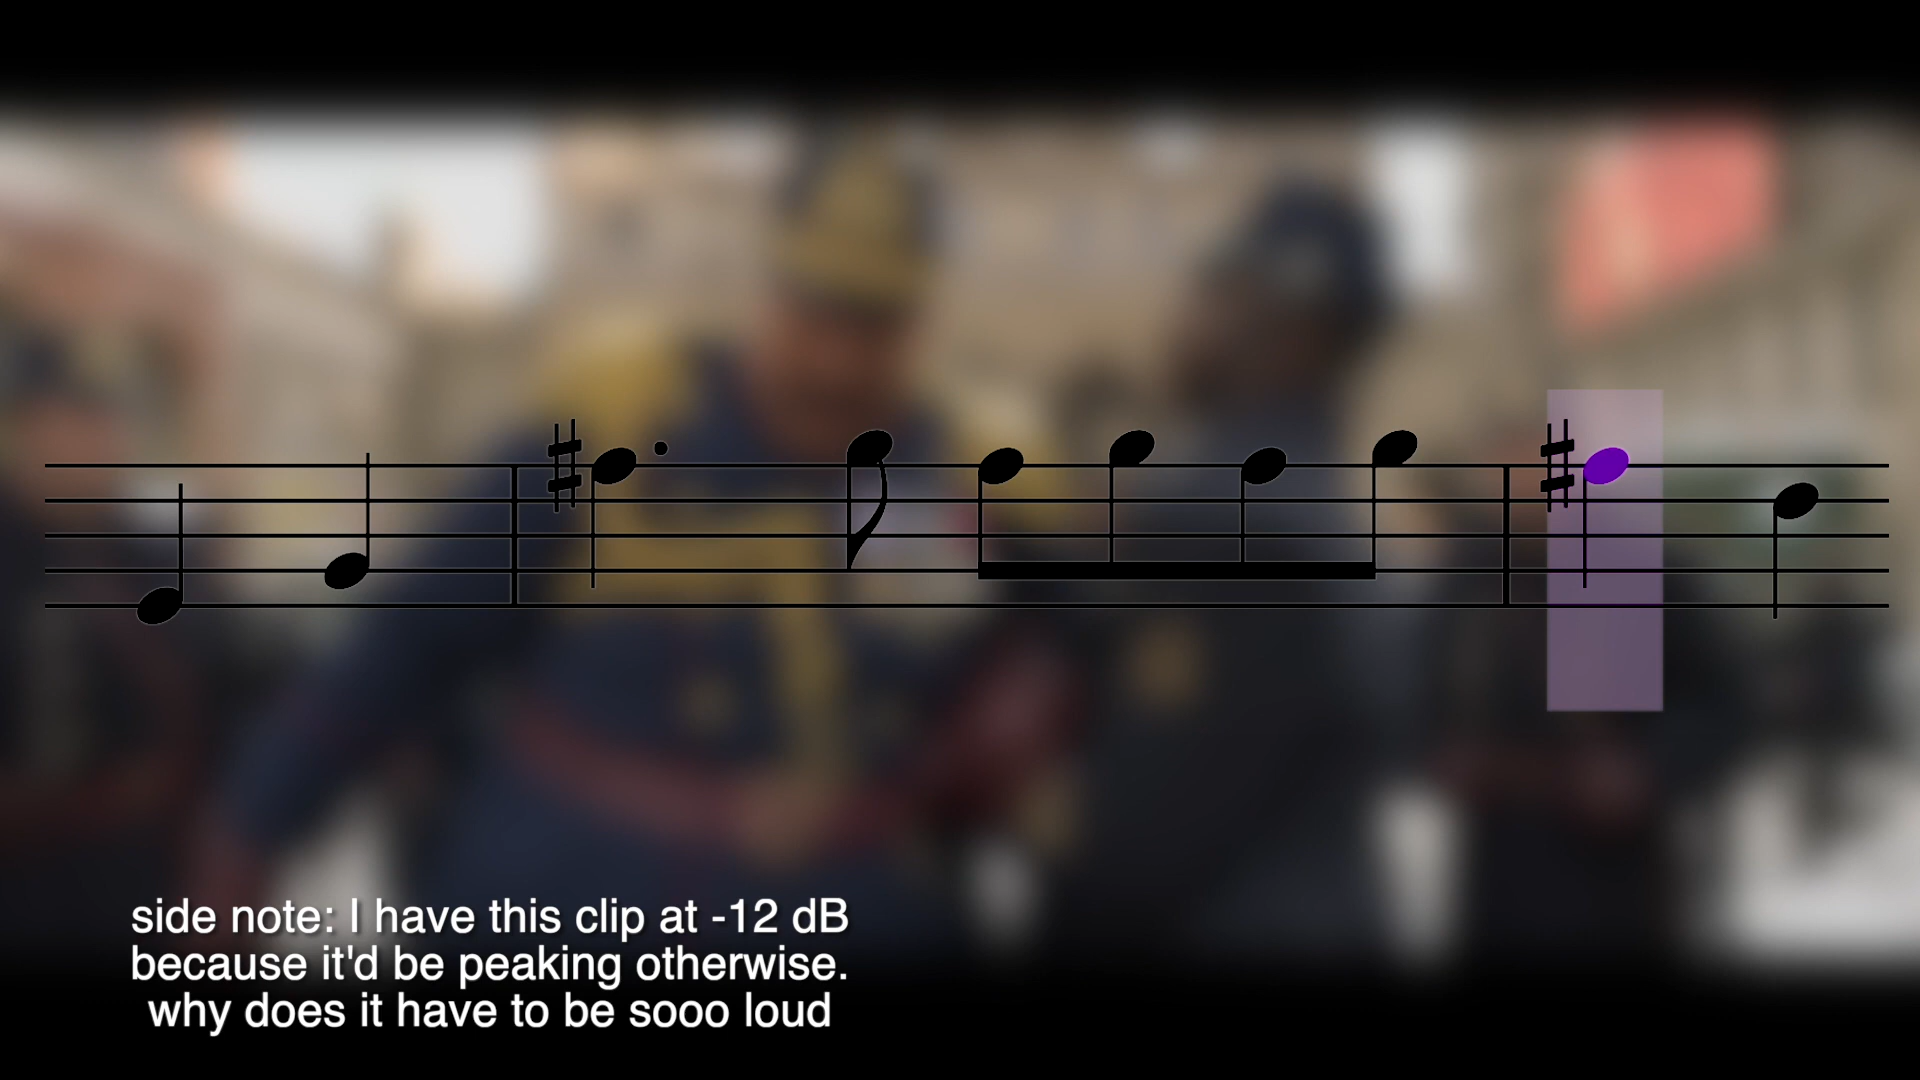 side note: I have this clip at -12 dB
because it'd be peaking otherwise.
why does it have to be sooo loud